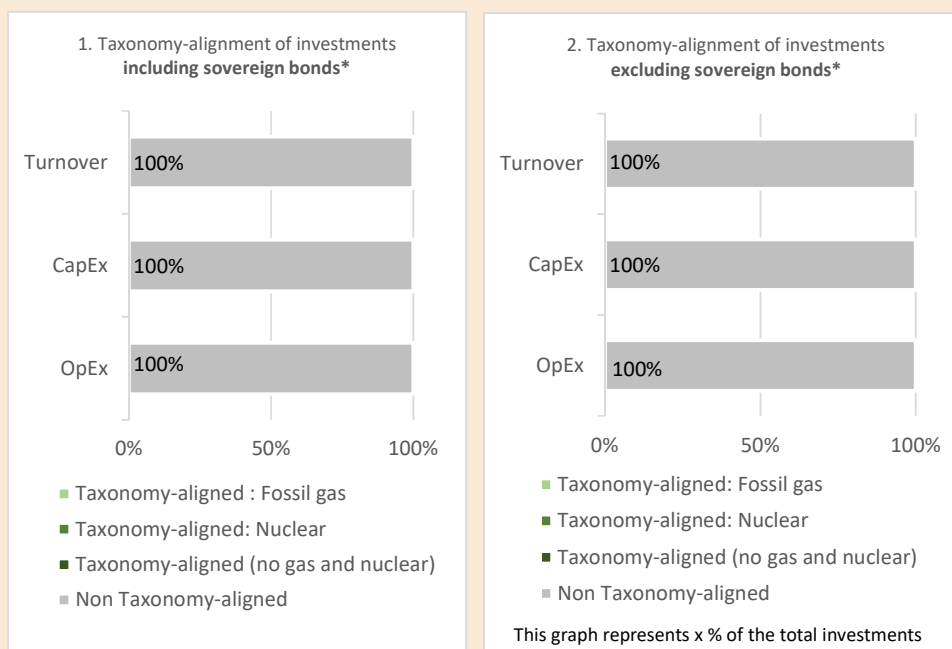 1. Taxonomy-alignment of investments
including sovereign bonds*
Turnover
100%
CapEx
100%
OpEx
100%
0%
50%
100%
Taxonomy-aligned : Fossil gas
Taxonomy-aligned: Nuclear
Taxonomy-aligned (no gas and nuclear)
Non Taxonomy-aligned
2. Taxonomy-alignment of investments
excluding sovereign bonds*
Turnover
100%
CapEx
100%
OpEx
100%
0%
50%
100%
Taxonomy-aligned: Fossil gas
Taxonomy-aligned: Nuclear
Taxonomy-aligned (no gas and nuclear)
Non Taxonomy-aligned
This graph represents x % of the total investments